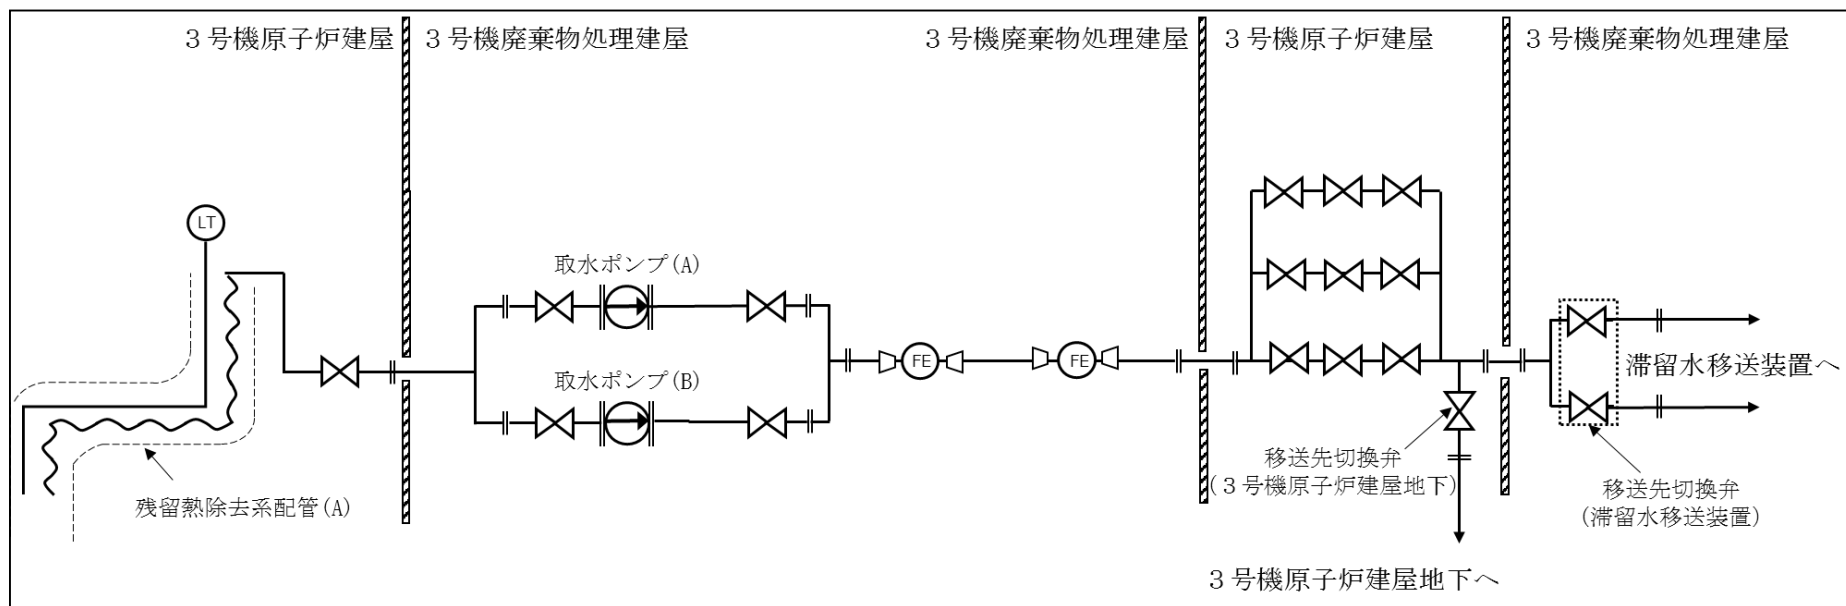 ３号機原子炉建屋
３号機廃棄物処理建屋
３号機廃棄物処理建屋
３号機原子炉建屋
３号機廃棄物処理建屋
LT
取水ポンプ(A)
FE
FE
取水ポンプ(B)
滞留水移送装置へ
移送先切換弁
(３号機原子炉建屋地下)
移送先切換弁
(滞留水移送装置)
残留熱除去系配管(A)
３号機原子炉建屋地下へ